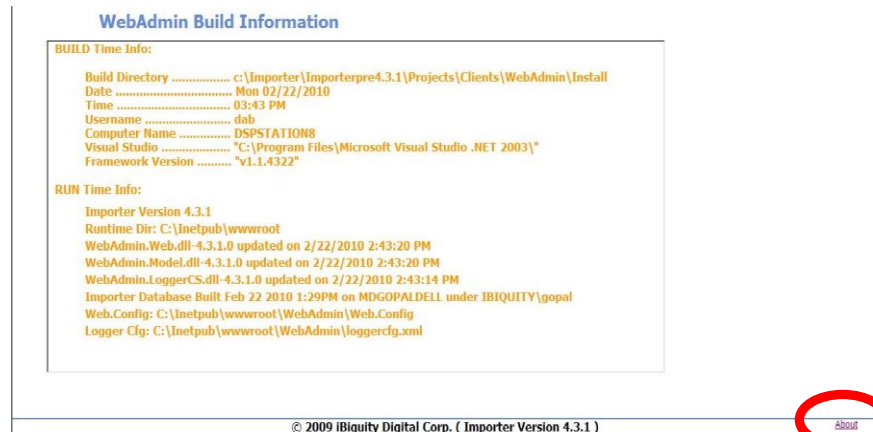 WebAdmin Build Information
BUILD Time Info:
Build Directory ................. c:\Importer\Importerpre4.3.1\Projects\Clients\WebAdmin\Install
Date .................................. Mon 02/22/2010
Time ................................. 03:43 PM
Username ......................... dab
Computer Name ............... DSPSTATION8
Visual Studio .................... "C:\Program Files\Microsoft Visual Studio .NET 2003\"
Framework Version .......... "v1.1.4322"
RUN Time Info:
Importer Version 4.3.1
Runtime Dir: C:\Inetpub\wwwroot
WebAdmin.Web.dll-4.3.1.0 updated on 2/22/2010 2:43:20 PM
WebAdmin.Model.dll-4.3.1.0 updated on 2/22/2010 2:43:20 PM
WebAdmin.LoggerCS.dll-4.3.1.0 updated on 2/22/2010 2:43:14 PM
Importer Database Built Feb 22 2010 1:29PM on MDGOPALDELL under IBIQUITY\gopal
Web.Config: C:\Inetpub\wwwroot\WebAdmin\Web.Config
Logger Cfg: C:\Inetpub\wwwroot\WebAdmin\loggercfg.xml
© 2009 iBiquity Digital Corp. ( Importer Version 4.3.1 )
About